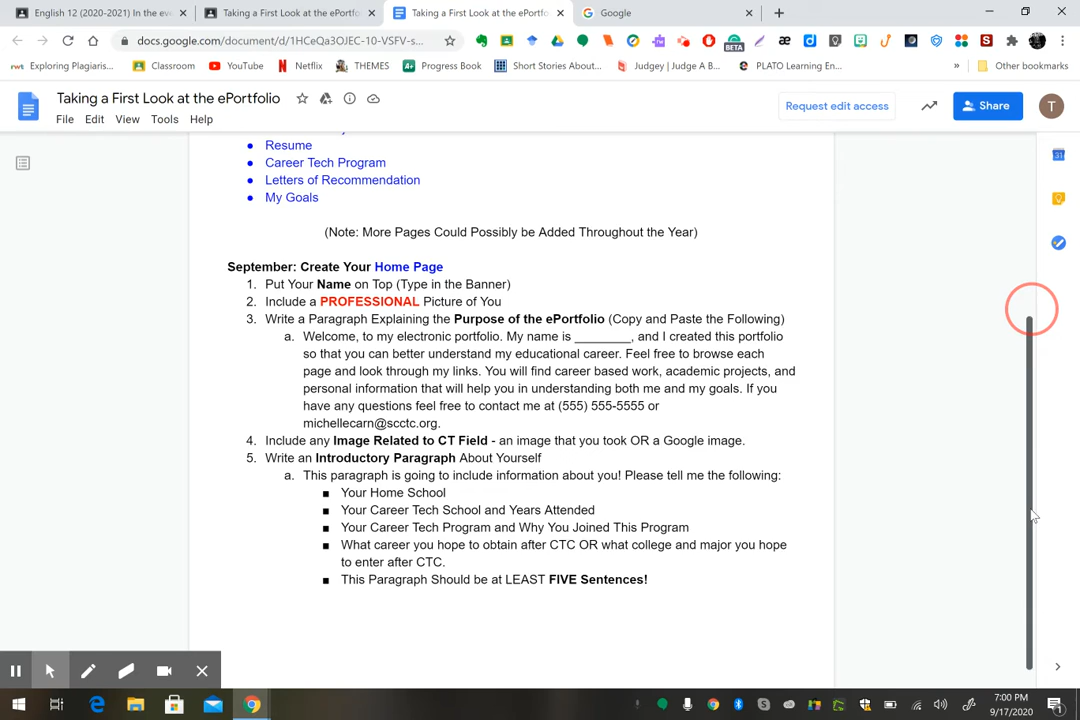 English 12 (2020-2021) In the eve
Taking a First Look at the ePortfo
Taking a First Look at the ePortfo
Google
docs.google.com/document/d/1HCeQa3OJEC-10-VSFV-s...
BETA
Exploring Plagiaris...
Classroom
YouTube
Netflix
THEMES
Progress Book
Short Stories About...
Judgey | Judge A B...
PLATO Learning En...
»
Other bookmarks
Taking a First Look at the ePortfolio
File Edit View Tools Help
Request edit access
Share
T
31
● Resume
● Career Tech Program
● Letters of Recommendation
● My Goals
(Note: More Pages Could Possibly be Added Throughout the Year)
September: Create Your Home Page
1. Put Your Name on Top (Type in the Banner)
2. Include a PROFESSIONAL Picture of You
3. Write a Paragraph Explaining the Purpose of the ePortfolio (Copy and Paste the Following)
a. Welcome, to my electronic portfolio. My name is ________, and I created this portfolio
so that you can better understand my educational career. Feel free to browse each
page and look through my links. You will find career based work, academic projects, and
personal information that will help you in understanding both me and my goals. If you
have any questions feel free to contact me at (555) 555-5555 or
michellecarn@scctc.org.
4. Include any Image Related to CT Field - an image that you took OR a Google image.
5. Write an Introductory Paragraph About Yourself
a. This paragraph is going to include information about you! Please tell me the following:
■ Your Home School
■ Your Career Tech School and Years Attended
■ Your Career Tech Program and Why You Joined This Program
■ What career you hope to obtain after CTC OR what college and major you hope
to enter after CTC.
■ This Paragraph Should be at LEAST FIVE Sentences!
7:00 PM
9/17/2020